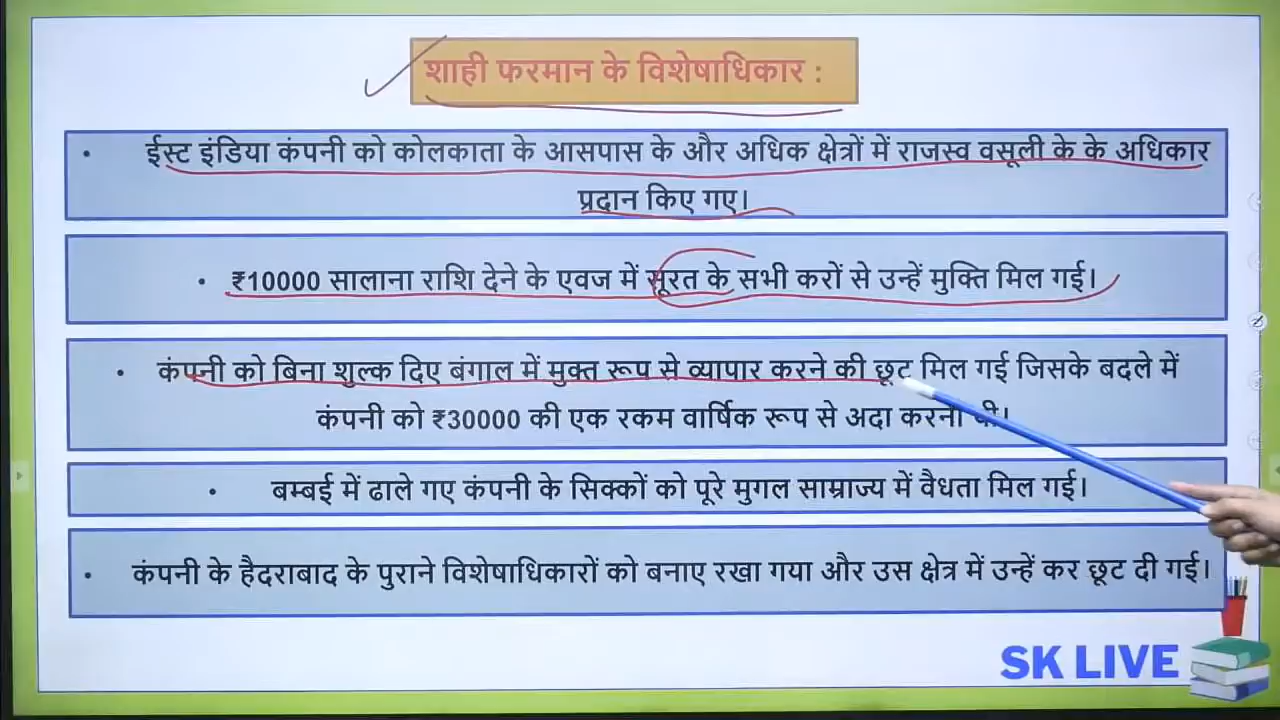 शाही फरमान के विशेषाधिकार :
• ईस्ट इंडिया कंपनी को कोलकाता के आसपास के और अधिक क्षेत्रों में राजस्व वसूली के के अधिकार
प्रदान किए गए।
• ₹10000 सालाना राशि देने के एवज में सूरत के सभी करों से उन्हें मुक्ति मिल गई।
• कंपनी को बिना शुल्क दिए बंगाल में मुक्त रूप से व्यापार करने की छूट मिल गई जिसके बदले में
कंपनी को ₹30000 की एक रकम वार्षिक रूप से अदा करनी थी।
• बम्बई में ढाले गए कंपनी के सिक्कों को पूरे मुगल साम्राज्य में वैधता मिल गई।
• कंपनी के हैदराबाद के पुराने विशेषाधिकारों को बनाए रखा गया और उस क्षेत्र में उन्हें कर छूट दी गई।
SK LIVE